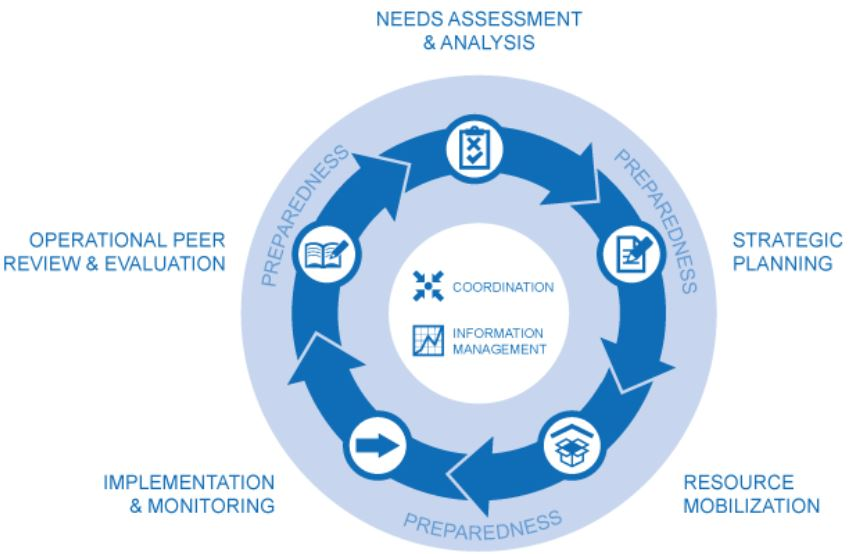 NEEDS ASSESSMENT
& ANALYSIS
PREPAREDNESS
PREPAREDNESS
OPERATIONAL PEER
REVIEW & EVALUATION
STRATEGIC
PLANNING
COORDINATION
INFORMATION
MANAGEMENT
IMPLEMENTATION
& MONITORING
RESOURCE
MOBILIZATION
PREPAREDNESS